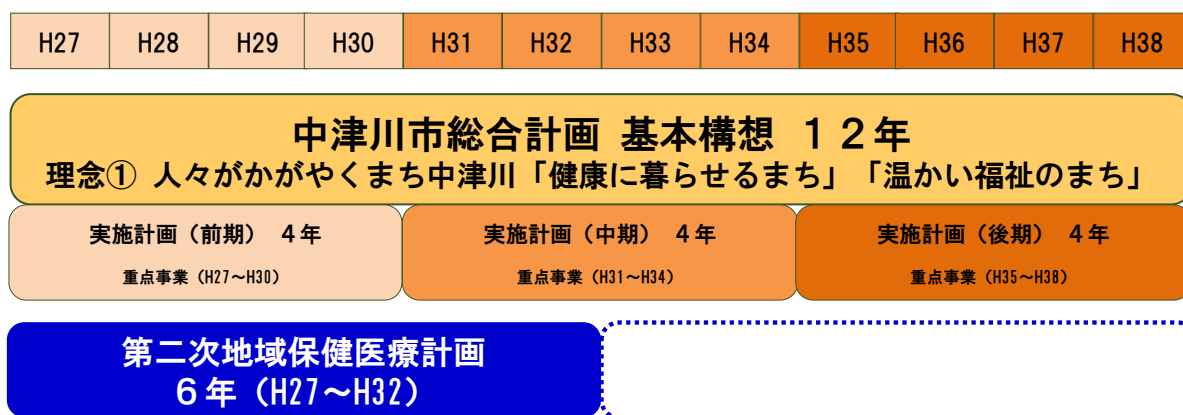 H27 H28 H29 H30 H31 H32 H33 H34 H35 H36 H37 H38
中津川市総合計画 基本構想 １２年
理念① 人々がかがやくまち中津川「健康に暮らせるまち」「温かい福祉のまち」
実施計画（前期） ４年
重点事業（H27～H30）
実施計画（中期） ４年
重点事業（H31～H34）
実施計画（後期） ４年
重点事業（H35～H38）
第二次地域保健医療計画
６年（H27～H32）